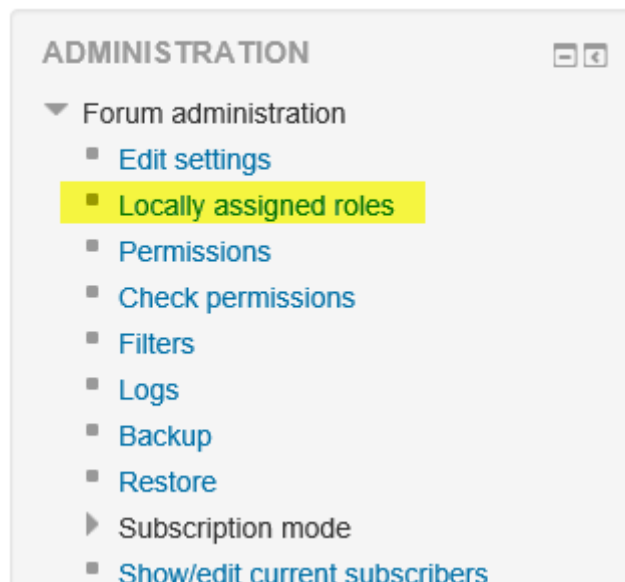 ADMINISTRATION
Forum administration
Edit settings
Locally assigned roles
Permissions
Check permissions
Filters
Logs
Backup
Restore
Subscription mode
Show/edit current subscribers